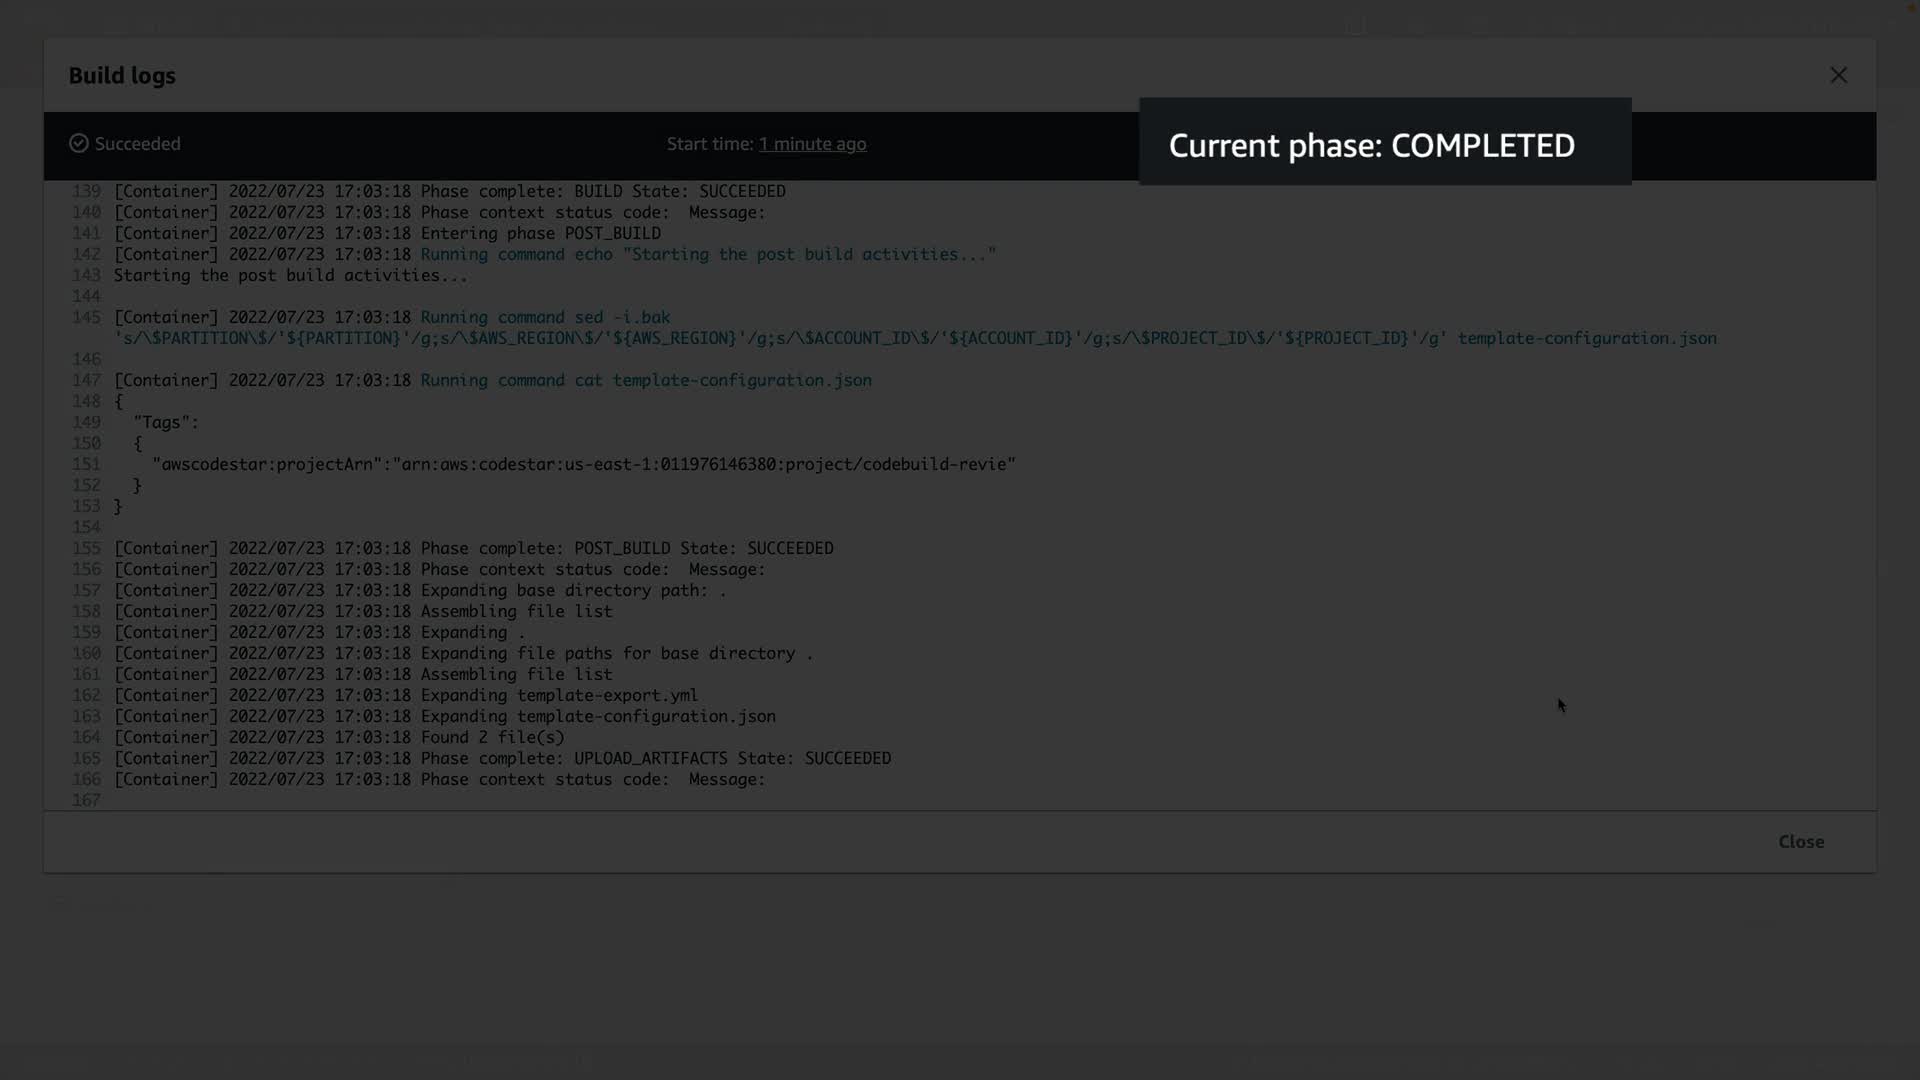 Build logs
Succeeded
Start time: 1 minute ago
Current phase: COMPLETED
139 [Container] 2022/07/23 17:03:18 Phase complete: BUILD State: SUCCEEDED
140 [Container] 2022/07/23 17:03:18 Phase context status code:  Message:
141 [Container] 2022/07/23 17:03:18 Entering phase POST_BUILD
142 [Container] 2022/07/23 17:03:18 Running command echo "Starting the post build activities..."
143 Starting the post build activities...
144
145 [Container] 2022/07/23 17:03:18 Running command sed -i.bak
's/\$PARTITION\$/'${PARTITION}'/g;s/\$AWS_REGION\$/'${AWS_REGION}'/g;s/\$ACCOUNT_ID\$/'${ACCOUNT_ID}'/g;s/\$PROJECT_ID\$/'${PROJECT_ID}'/g' template-configuration.json
146
147 [Container] 2022/07/23 17:03:18 Running command cat template-configuration.json
148 {
149   "Tags":
150   {
151     "awscodestar:projectArn":"arn:aws:codestar:us-east-1:011976146380:project/codebuild-revie"
152   }
153 }
154
155 [Container] 2022/07/23 17:03:18 Phase complete: POST_BUILD State: SUCCEEDED
156 [Container] 2022/07/23 17:03:18 Phase context status code:  Message:
157 [Container] 2022/07/23 17:03:18 Expanding base directory path: .
158 [Container] 2022/07/23 17:03:18 Assembling file list
159 [Container] 2022/07/23 17:03:18 Expanding .
160 [Container] 2022/07/23 17:03:18 Expanding file paths for base directory .
161 [Container] 2022/07/23 17:03:18 Assembling file list
162 [Container] 2022/07/23 17:03:18 Expanding template-export.yml
163 [Container] 2022/07/23 17:03:18 Expanding template-configuration.json
164 [Container] 2022/07/23 17:03:18 Found 2 file(s)
165 [Container] 2022/07/23 17:03:18 Phase complete: UPLOAD_ARTIFACTS State: SUCCEEDED
166 [Container] 2022/07/23 17:03:18 Phase context status code:  Message:
167
Close